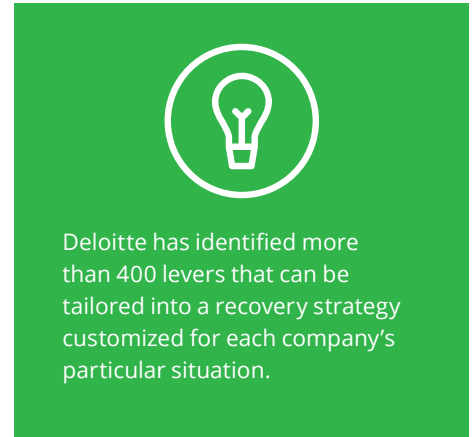 Deloitte has identified more
than 400 levers that can be
tailored into a recovery strategy
customized for each company’s
particular situation.